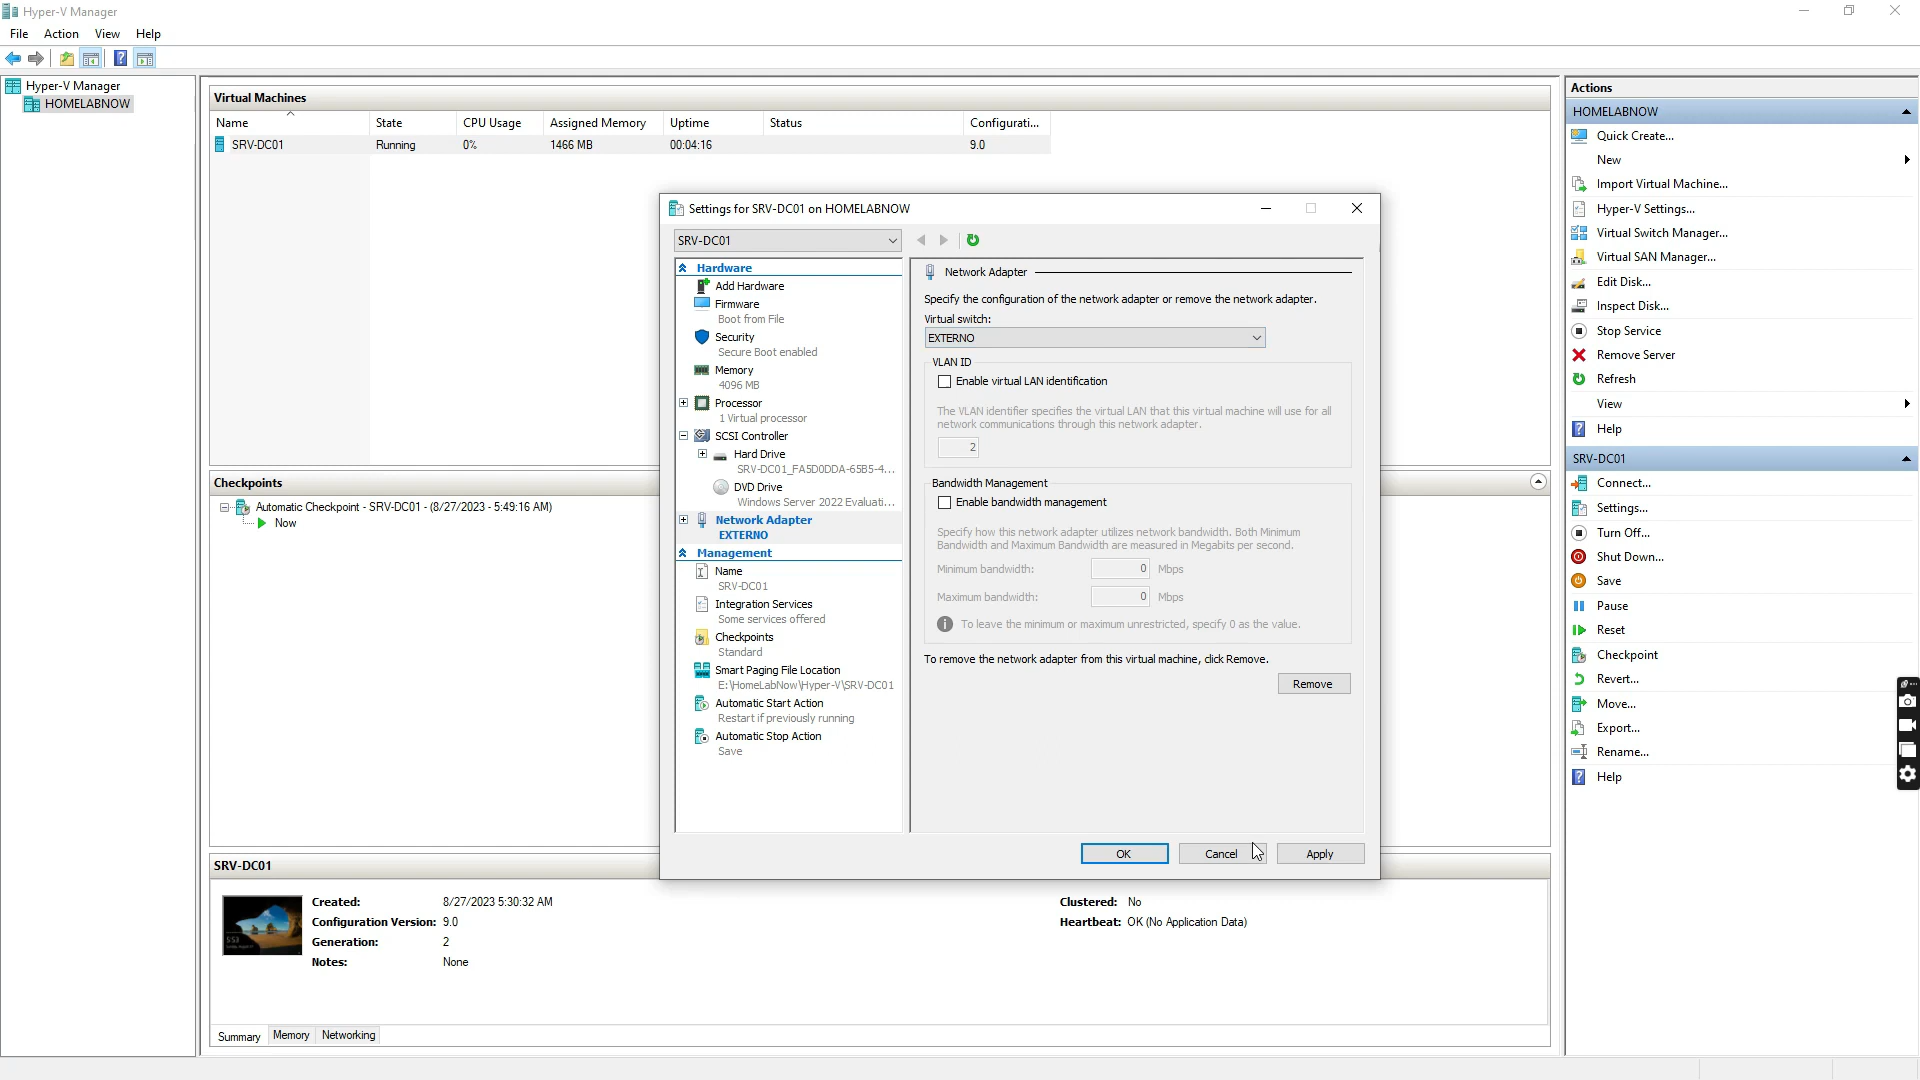 Hyper-V Manager
File Action View Help
Hyper-V Manager
HOMELABNOW
Virtual Machines
Name State CPU Usage Assigned Memory Uptime Status Configurati...
SRV-DC01 Running 0% 1466 MB 00:04:16 9.0
Checkpoints
Automatic Checkpoint - SRV-DC01 - (8/27/2023 - 5:49:16 AM)
Now
SRV-DC01
Created: 8/27/2023 5:30:32 AM
Configuration Version: 9.0
Generation: 2
Notes: None
Clustered: No
Heartbeat: OK (No Application Data)
Summary Memory Networking
Settings for SRV-DC01 on HOMELABNOW
SRV-DC01
Hardware
Add Hardware
Firmware
Boot from File
Security
Secure Boot enabled
Memory
4096 MB
Processor
1 Virtual processor
SCSI Controller
Hard Drive
SRV-DC01_FA5D0DDA-65B5-4...
DVD Drive
Windows Server 2022 Evaluati...
Network Adapter
EXTERNO
Management
Name
SRV-DC01
Integration Services
Some services offered
Checkpoints
Standard
Smart Paging File Location
E:\HomeLabNow\Hyper-V\SRV-DC01
Automatic Start Action
Restart if previously running
Automatic Stop Action
Save
Network Adapter
Specify the configuration of the network adapter or remove the network adapter.
Virtual switch:
EXTERNO
VLAN ID
Enable virtual LAN identification
The VLAN identifier specifies the virtual LAN that this virtual machine will use for all
network communications through this network adapter.
2
Bandwidth Management
Enable bandwidth management
Specify how this network adapter utilizes network bandwidth. Both Minimum
Bandwidth and Maximum Bandwidth are measured in Megabits per second.
Minimum bandwidth: 0 Mbps
Maximum bandwidth: 0 Mbps
To leave the minimum or maximum unrestricted, specify 0 as the value.
To remove the network adapter from this virtual machine, click Remove.
Remove
OK Cancel Apply
Actions
HOMELABNOW
Quick Create...
New
Import Virtual Machine...
Hyper-V Settings...
Virtual Switch Manager...
Virtual SAN Manager...
Edit Disk...
Inspect Disk...
Stop Service
Remove Server
Refresh
View
Help
SRV-DC01
Connect...
Settings...
Turn Off...
Shut Down...
Save
Pause
Reset
Checkpoint
Revert...
Move...
Export...
Rename...
Help